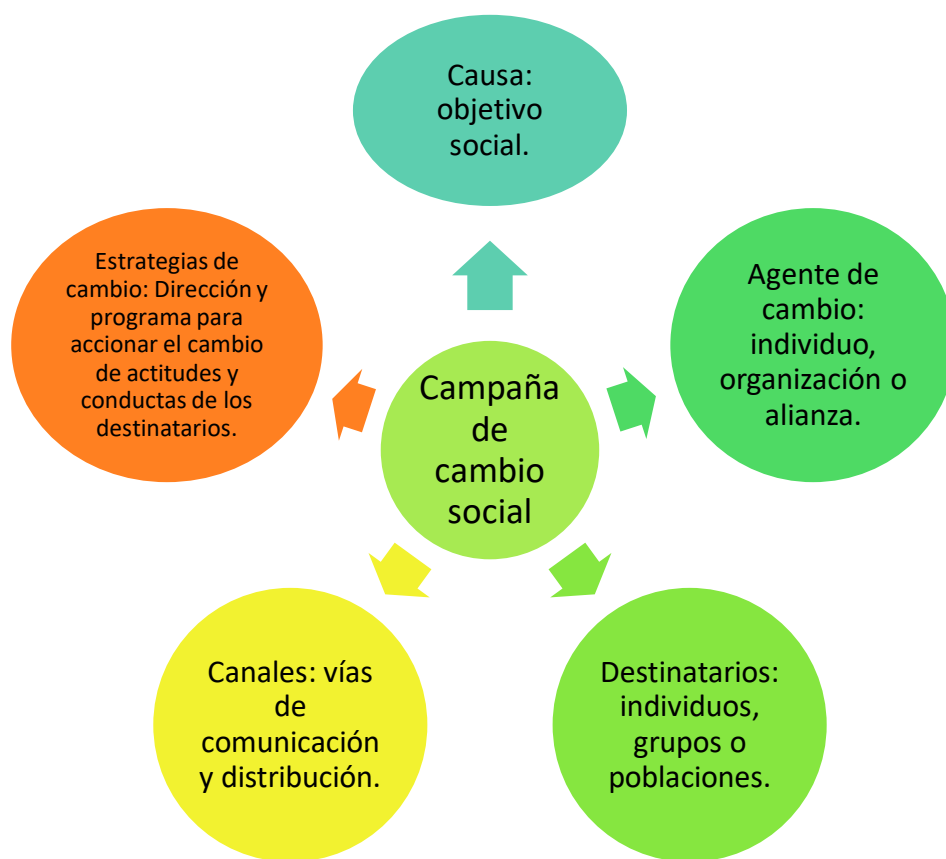 Causa:
objetivo
social.
Agente de
cambio:
individuo,
organización o
alianza.
Destinatarios:
individuos,
grupos o
poblaciones.
Canales: vías
de
comunicación
y distribución.
Estrategias de
cambio: Dirección y
programa para
accionar el cambio
de actitudes y
conductas de los
destinatarios.
Campaña
de
cambio
social